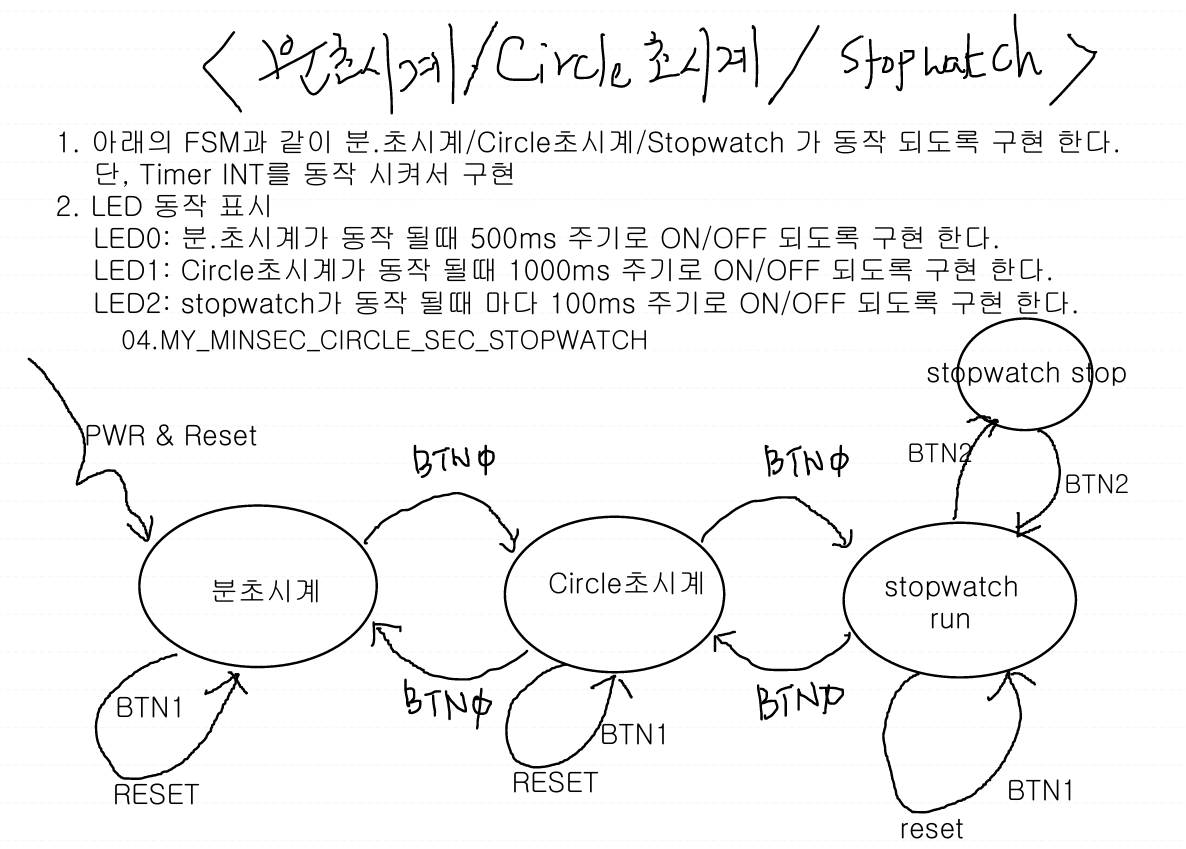 < 분초시계/Circle초시계 / Stopwatch >
1. 아래의 FSM과 같이 분.초시계/Circle초시계/Stopwatch 가 동작 되도록 구현 한다.
단, Timer INT를 동작 시켜서 구현
2. LED 동작 표시
LED0: 분.초시계가 동작 될때 500ms 주기로 ON/OFF 되도록 구현 한다.
LED1: Circle초시계가 동작 될때 1000ms 주기로 ON/OFF 되도록 구현 한다.
LED2: stopwatch가 동작 될때 마다 100ms 주기로 ON/OFF 되도록 구현 한다.
04.MY_MINSEC_CIRCLE_SEC_STOPWATCH
stopwatch stop
PWR & Reset
BTN0
BTN0
BTN2
BTN2
분초시계
Circle초시계
stopwatch
run
BTN1
BTN0
BTN0
BTN1
RESET
RESET
BTN1
reset